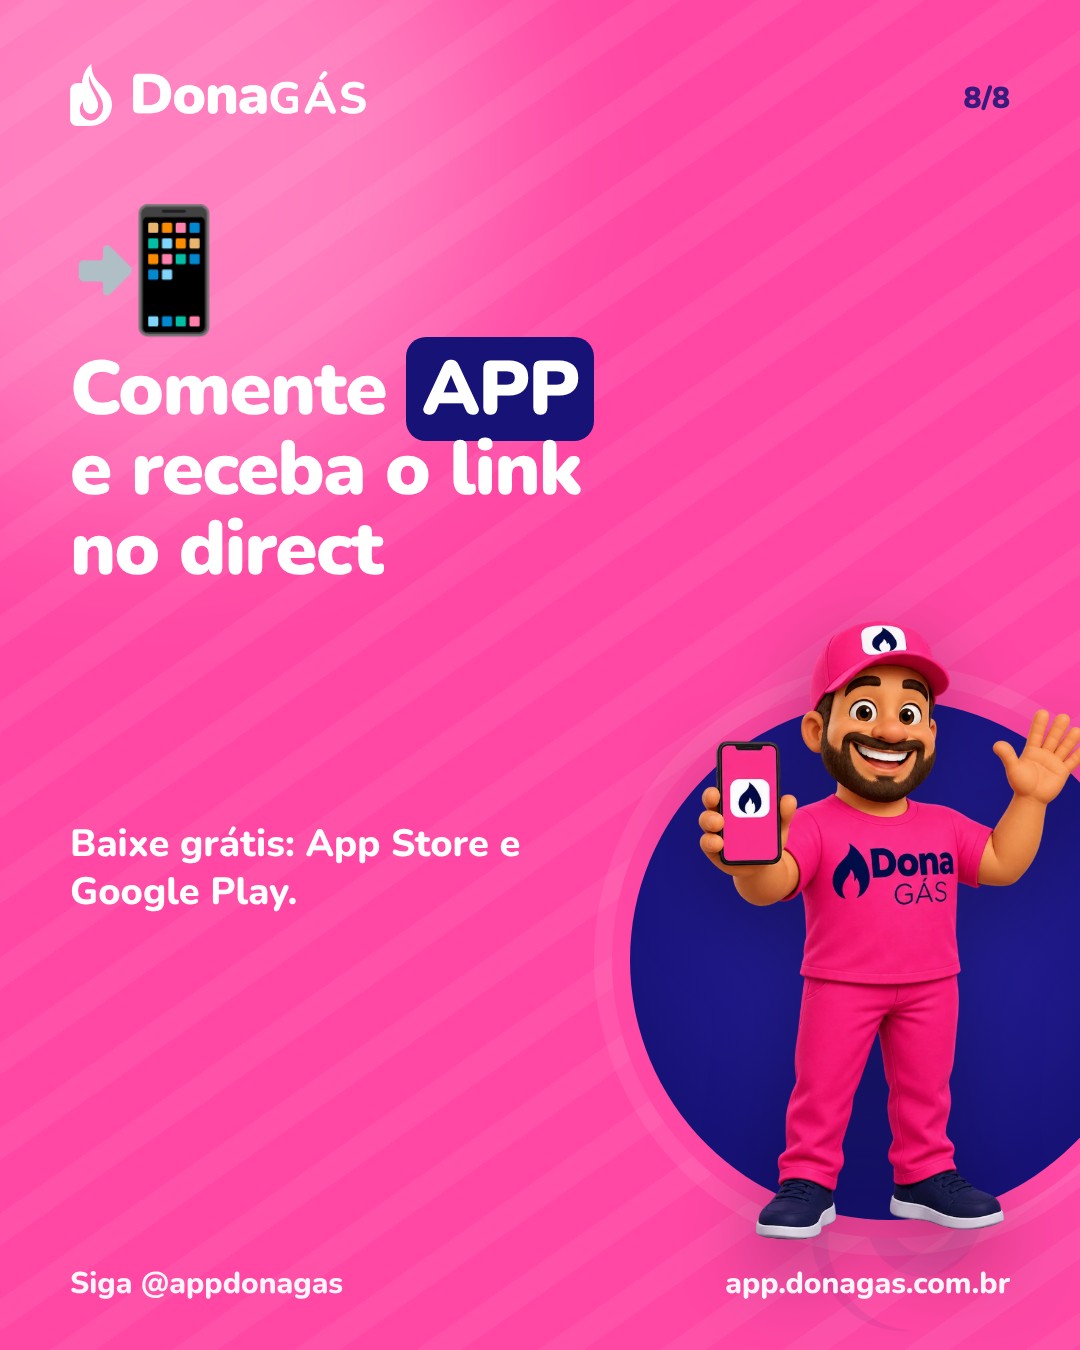 DonaGÁS
8/8
Comente APP
e receba o link
no direct
Baixe grátis: App Store e
Google Play.
Dona
GÁS
Siga @appdonagas
app.donagas.com.br